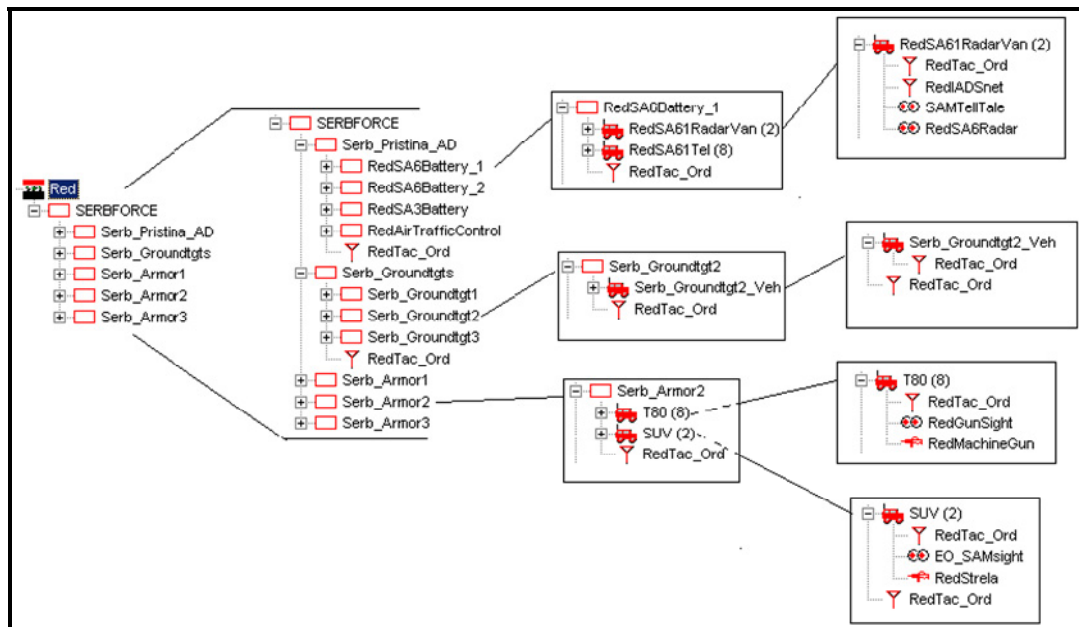 Red
SERBFORCE
Serb_Pristina_AD
Serb_Groundtgts
Serb_Armor1
Serb_Armor2
Serb_Armor3
SERBFORCE
Serb_Pristina_AD
RedSA6Battery_1
RedSA6Battery_2
RedSA3Battery
RedAirTrafficControl
RedTac_Ord
Serb_Groundtgts
Serb_Groundtgt1
Serb_Groundtgt2
Serb_Groundtgt3
RedTac_Ord
Serb_Armor1
Serb_Armor2
Serb_Armor3
RedSA6Battery_1
RedSA61RadarVan (2)
RedSA61Tel (8)
RedTac_Ord
Serb_Groundtgt2
Serb_Groundtgt2_Veh
RedTac_Ord
Serb_Armor2
T80 (8)
SUV (2)
RedTac_Ord
RedSA61RadarVan (2)
RedTac_Ord
RedIADSnet
SAMTellTale
RedSA6Radar
Serb_Groundtgt2_Veh
RedTac_Ord
RedTac_Ord
T80 (8)
RedTac_Ord
RedGunSight
RedMachineGun
SUV (2)
RedTac_Ord
EO_SAMsight
RedStrela
RedTac_Ord